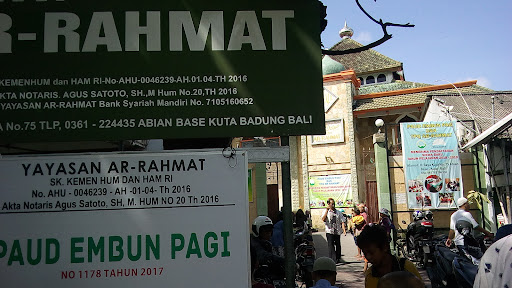 R-RAHMAT
SK. KEMENHUM dan HAM RI-No-AHU-0046239-AH-01-04-TH 2016
AKTA NOTARIS. AGUS SATOTO, SH., M Hum No.20, TH 2016
YAYASAN AR-RAHMAT Bank Syariah Mandiri No. 7105160652
No.75 TLP, 0361 - 224435 ABIAN BASE KUTA BADUNG BALI
YAYASAN AR-RAHMAT
SK. KEMEN HUM DAN HAM RI
No. AHU - 0046239 - AH -01-04- TH 2016
Akta Notaris Agus Satoto, SH, M. HUM NO 20 TH 2016
PAUD EMBUN PAGI
NO 1178 TAHUN 2017